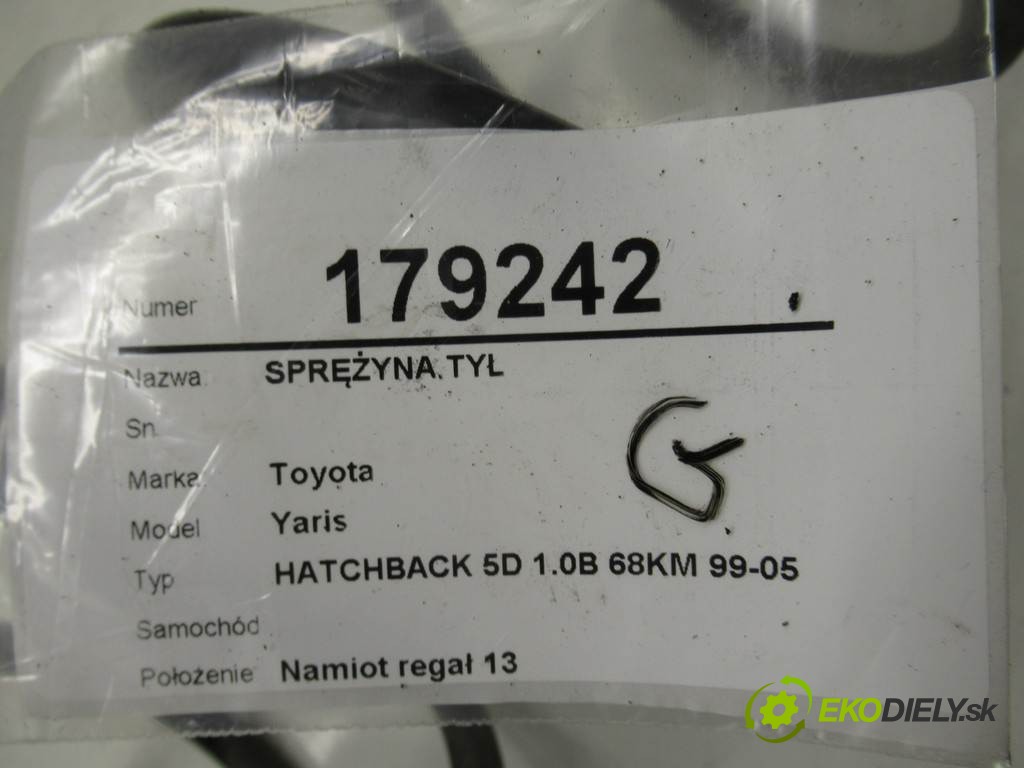 Numer 179242
Nazwa SPRĘŻYNA.TYŁ
Sn.
Marka Toyota
Model Yaris
Typ HATCHBACK 5D 1.0B 68KM 99-05
Samochód
Położenie Namiot regał 13
G
EKODIELY.sk